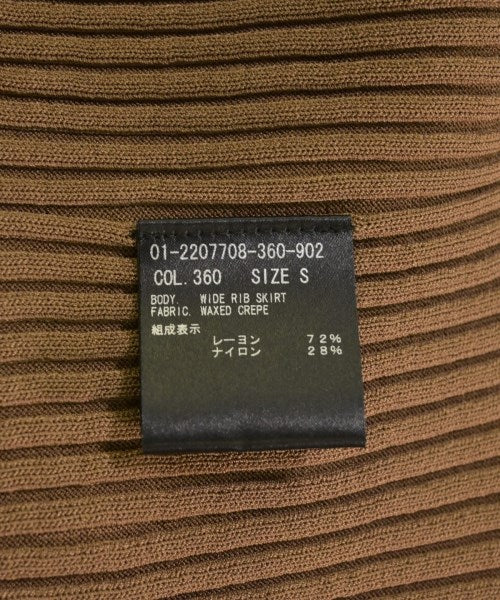 01-2207708-360-902
COL.360 SIZE S
BODY. WIDE RIB SKIRT
FABRIC. WAXED CREPE
組成表示
レーヨン 72%
ナイロン 28%